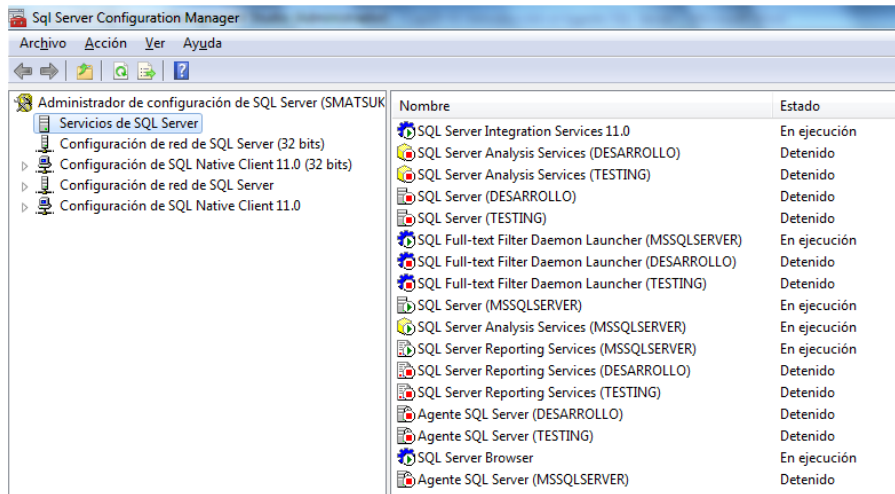 Sql Server Configuration Manager
Archivo Acción Ver Ayuda
Administrador de configuración de SQL Server (SMATSUK
Servicios de SQL Server
Configuración de red de SQL Server (32 bits)
Configuración de SQL Native Client 11.0 (32 bits)
Configuración de red de SQL Server
Configuración de SQL Native Client 11.0
Nombre Estado
SQL Server Integration Services 11.0 En ejecución
SQL Server Analysis Services (DESARROLLO) Detenido
SQL Server Analysis Services (TESTING) Detenido
SQL Server (DESARROLLO) Detenido
SQL Server (TESTING) Detenido
SQL Full-text Filter Daemon Launcher (MSSQLSERVER) En ejecución
SQL Full-text Filter Daemon Launcher (DESARROLLO) Detenido
SQL Full-text Filter Daemon Launcher (TESTING) Detenido
SQL Server (MSSQLSERVER) En ejecución
SQL Server Analysis Services (MSSQLSERVER) En ejecución
SQL Server Reporting Services (MSSQLSERVER) En ejecución
SQL Server Reporting Services (DESARROLLO) Detenido
SQL Server Reporting Services (TESTING) Detenido
Agente SQL Server (DESARROLLO) Detenido
Agente SQL Server (TESTING) Detenido
SQL Server Browser En ejecución
Agente SQL Server (MSSQLSERVER) Detenido